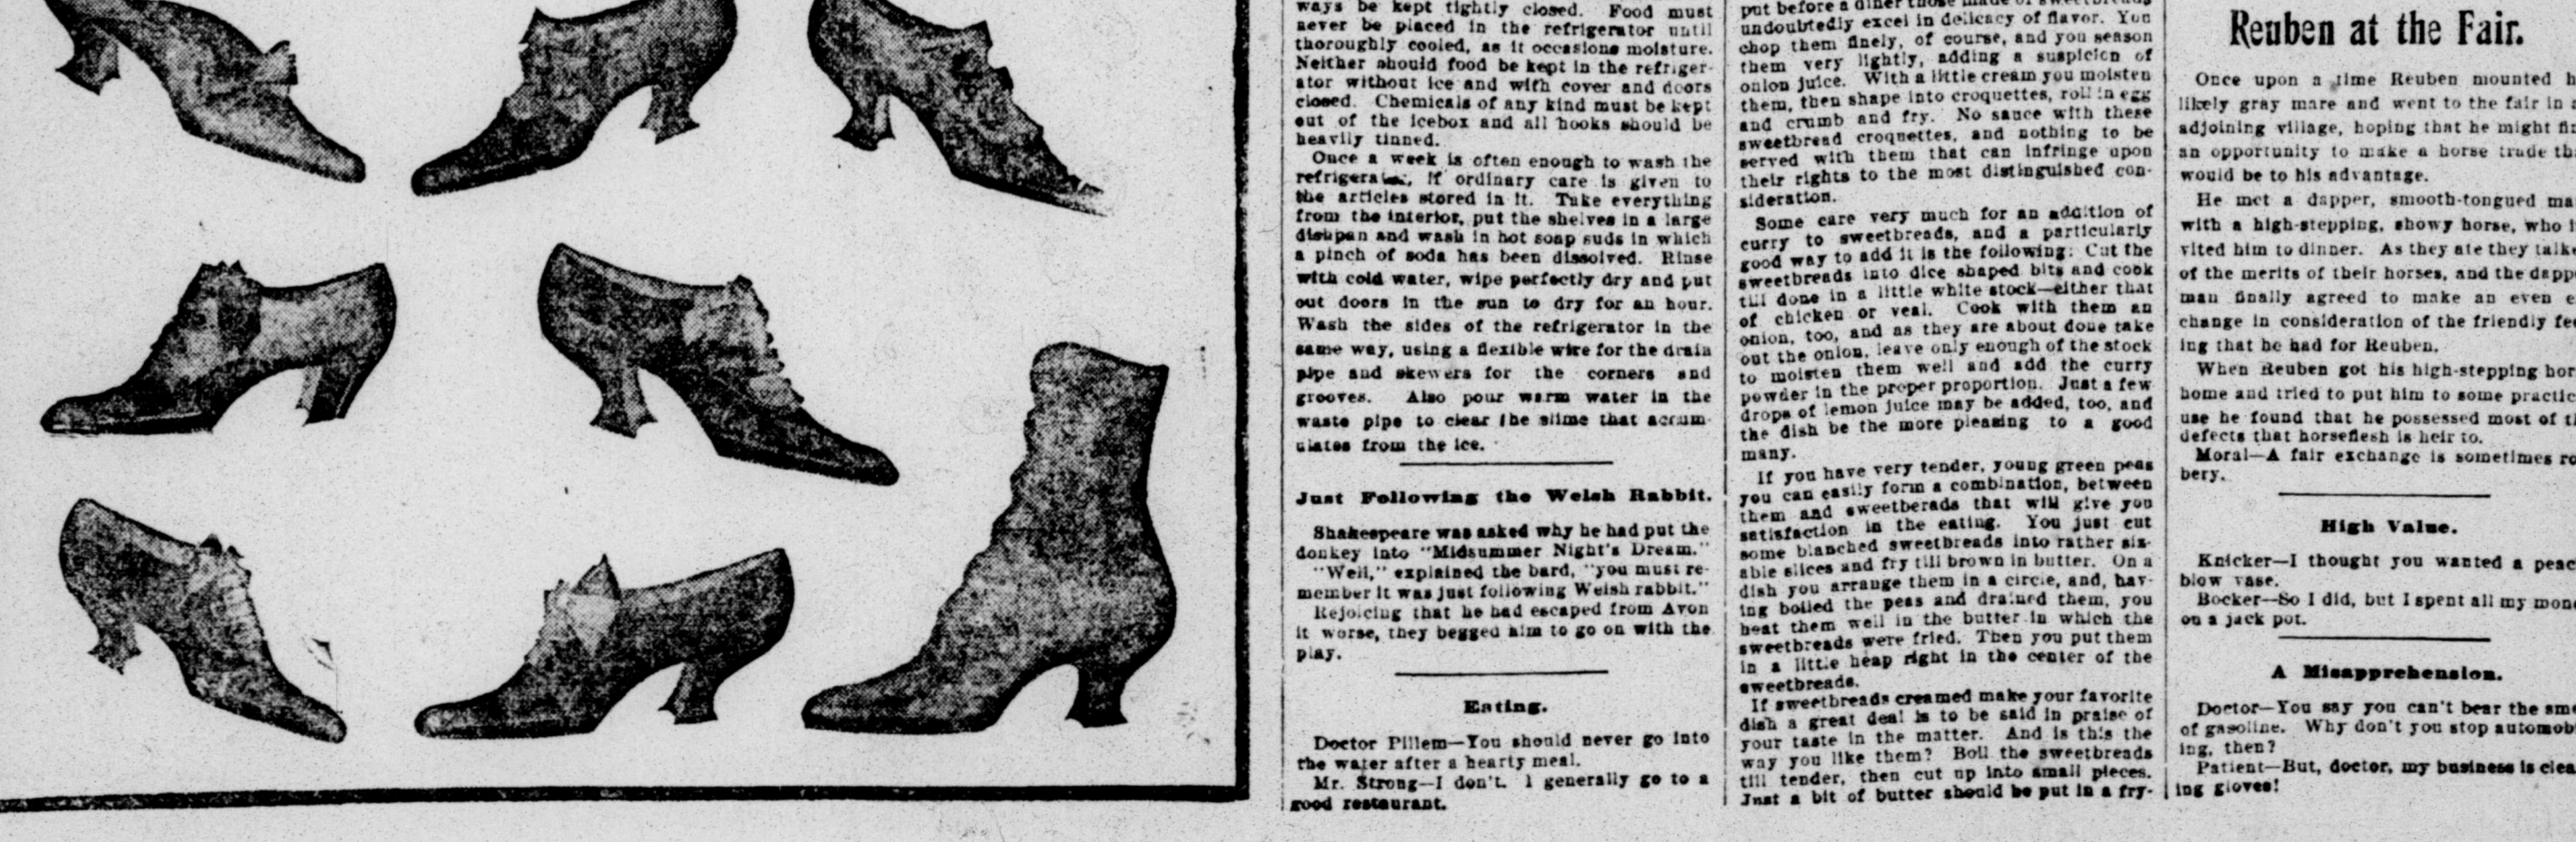 ways be kept tightly closed. Food must
never be placed in the refrigerator until
thoroughly cooled, as it occasions moisture.
Neither should food be kept in the refriger-
ator without ice and with cover and doors
closed. Chemicals of any kind must be kept
out of the icebox and all hooks should be
heavily tinned.
Once a week is often enough to wash the
refrigerator, if ordinary care is given to
the articles stored in it. Take everything
from the interior, put the shelves in a large
dishpan and wash in hot soap suds in which
a pinch of soda has been dissolved. Rinse
with cold water, wipe perfectly dry and put
out doors in the sun to dry for an hour.
Wash the sides of the refrigerator in the
same way, using a flexible wire for the drain
pipe and skewers for the corners and
grooves. Also pour warm water in the
waste pipe to clear the slime that accum-
ulates from the ice.
Just Following the Welsh Rabbit.
Shakespeare was asked why he had put the
donkey into "Midsummer Night's Dream."
"Well," explained the bard, "you must re-
member it was just following Welsh rabbit."
Rejoicing that he had escaped from Avon
it worse, they begged him to go on with the
play.
Eating.
Doctor Pillem—You should never go into
the water after a hearty meal.
Mr. Strong—I don't. I generally go to a
good restaurant.
put before a diner those made of sweetbreads
undoubtedly excel in delicacy of flavor. You
chop them finely, of course, and you season
them very lightly, adding a suspicion of
onion juice. With a little cream you moisten
them, then shape into croquettes, roll in egg
and crumb and fry. No sauce with these
sweetbread croquettes, and nothing to be
served with them that can infringe upon
their rights to the most distinguished con-
sideration.
Some care very much for an addition of
curry to sweetbreads, and a particularly
good way to add it is the following: Cut the
sweetbreads into dice shaped bits and cook
till done in a little white stock—either that
of chicken or veal. Cook with them an
onion, too, and as they are about done take
out the onion, leave only enough of the stock
to moisten them well and add the curry
powder in the proper proportion. Just a few
drops of lemon juice may be added, too, and
the dish be the more pleasing to a good
many.
If you have very tender, young green peas
you can easily form a combination, between
them and sweetberads that will give you
satisfaction in the eating. You just cut
some blanched sweetbreads into rather siz-
able slices and fry till brown in butter. On a
dish you arrange them in a circle, and, hav-
ing boiled the peas and drained them, you
heat them well in the butter in which the
sweetbreads were fried. Then you put them
in a little heap right in the center of the
sweetbreads.
If sweetbreads creamed make your favorite
dish a great deal is to be said in praise of
your taste in the matter. And is this the
way you like them? Boil the sweetbreads
till tender, then cut up into small pieces.
Just a bit of butter should be put in a fry-
Reuben at the Fair.
Once upon a time Reuben mounted h
likely gray mare and went to the fair in a
adjoining village, hoping that he might fin
an opportunity to make a horse trade tha
would be to his advantage.
He met a dapper, smooth-tongued ma
with a high-stepping, showy horse, who i
vited him to dinner. As they ate they talke
of the merits of their horses, and the dapp
man finally agreed to make an even e
change in consideration of the friendly fee
ing that he had for Reuben.
When Reuben got his high-stepping hor
home and tried to put him to some practic
use he found that he possessed most of t
defects that horseflesh is heir to.
Moral—A fair exchange is sometimes ro
bery.
High Value.
Knicker—I thought you wanted a peac
blow vase.
Bocker—So I did, but I spent all my mone
on a jack pot.
A Misapprehension.
Doctor—You say you can't bear the sme
of gasoline. Why don't you stop automob
ing, then?
Patient—But, doctor, my business is clea
ing gloves!